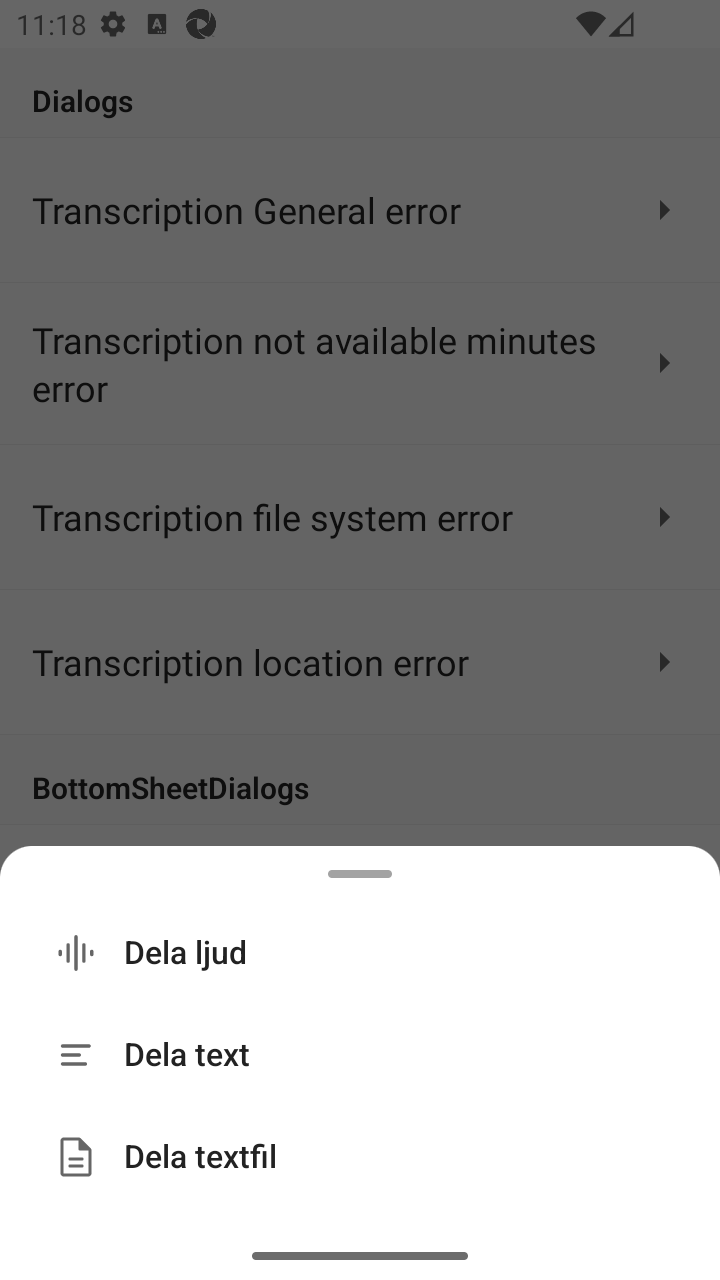 11:18
Dialogs
Transcription General error
Transcription not available minutes
error
Transcription file system error
Transcription location error
BottomSheetDialogs
Dela ljud
Dela text
Dela textfil